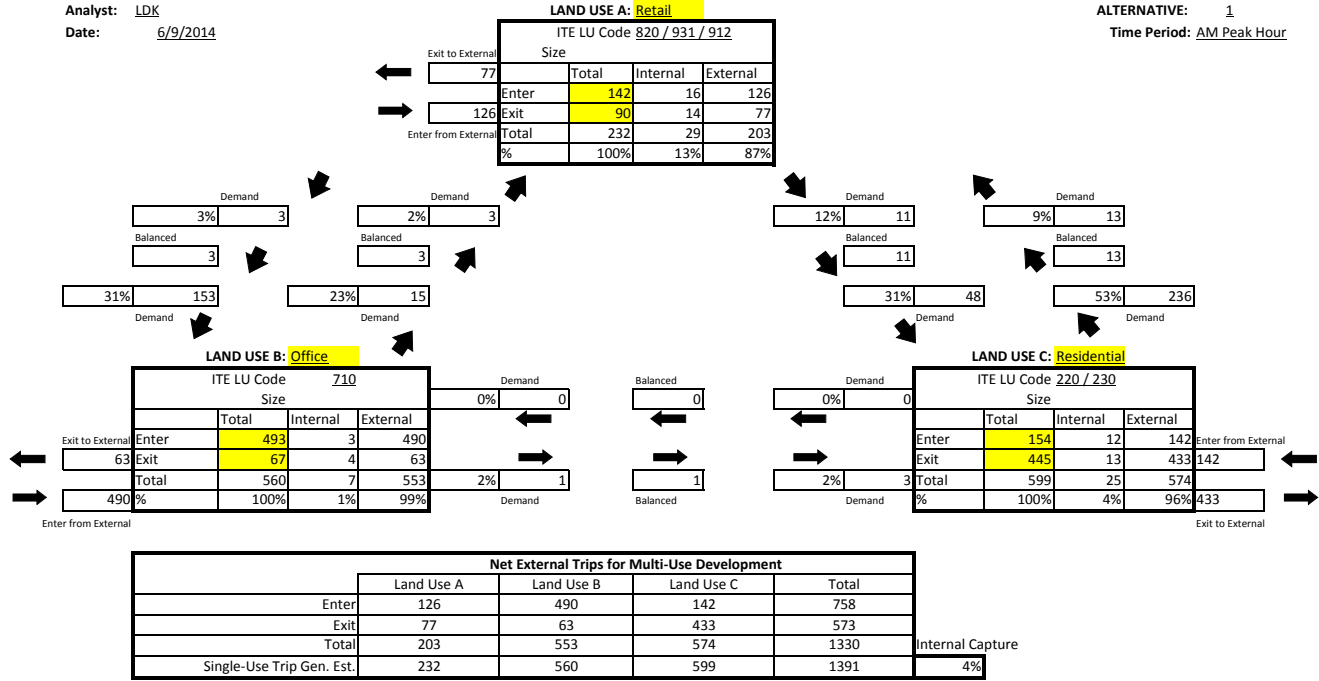 Analyst: LDK LAND USE A: Retail ALTERNATIVE: 1
Date: 6/9/2014 ITE LU Code 820 / 931 / 912 Time Period: AM Peak Hour
Exit to External Size
77 Total Internal External
Enter 142 16 126
126 Exit 90 14 77
Enter from External Total 232 29 203
% 100% 13% 87%
Demand Demand Demand Demand
3% 3 2% 3 12% 11 9% 13
Balanced Balanced Balanced Balanced
3 3 11 13
31% 153 23% 15 31% 48 53% 236
Demand Demand Demand Demand
LAND USE B: Office LAND USE C: Residential
ITE LU Code 710 Demand Balanced Demand ITE LU Code 220 / 230
Size 0% 0 0 0% 0 Size
Total Internal External Total Internal External
Exit to External Enter 493 3 490 Enter 154 12 142 Enter from External
63 Exit 67 4 63 Exit 445 13 433 142
Total 560 7 553 2% 1 1 2% 3 Total 599 25 574
490 % 100% 1% 99% Demand Balanced Demand % 100% 4% 96% 433
Enter from External Exit to External
Net External Trips for Multi-Use Development
Land Use A Land Use B Land Use C Total
Enter 126 490 142 758
Exit 77 63 433 573
Total 203 553 574 1330 Internal Capture
Single-Use Trip Gen. Est. 232 560 599 1391 4%